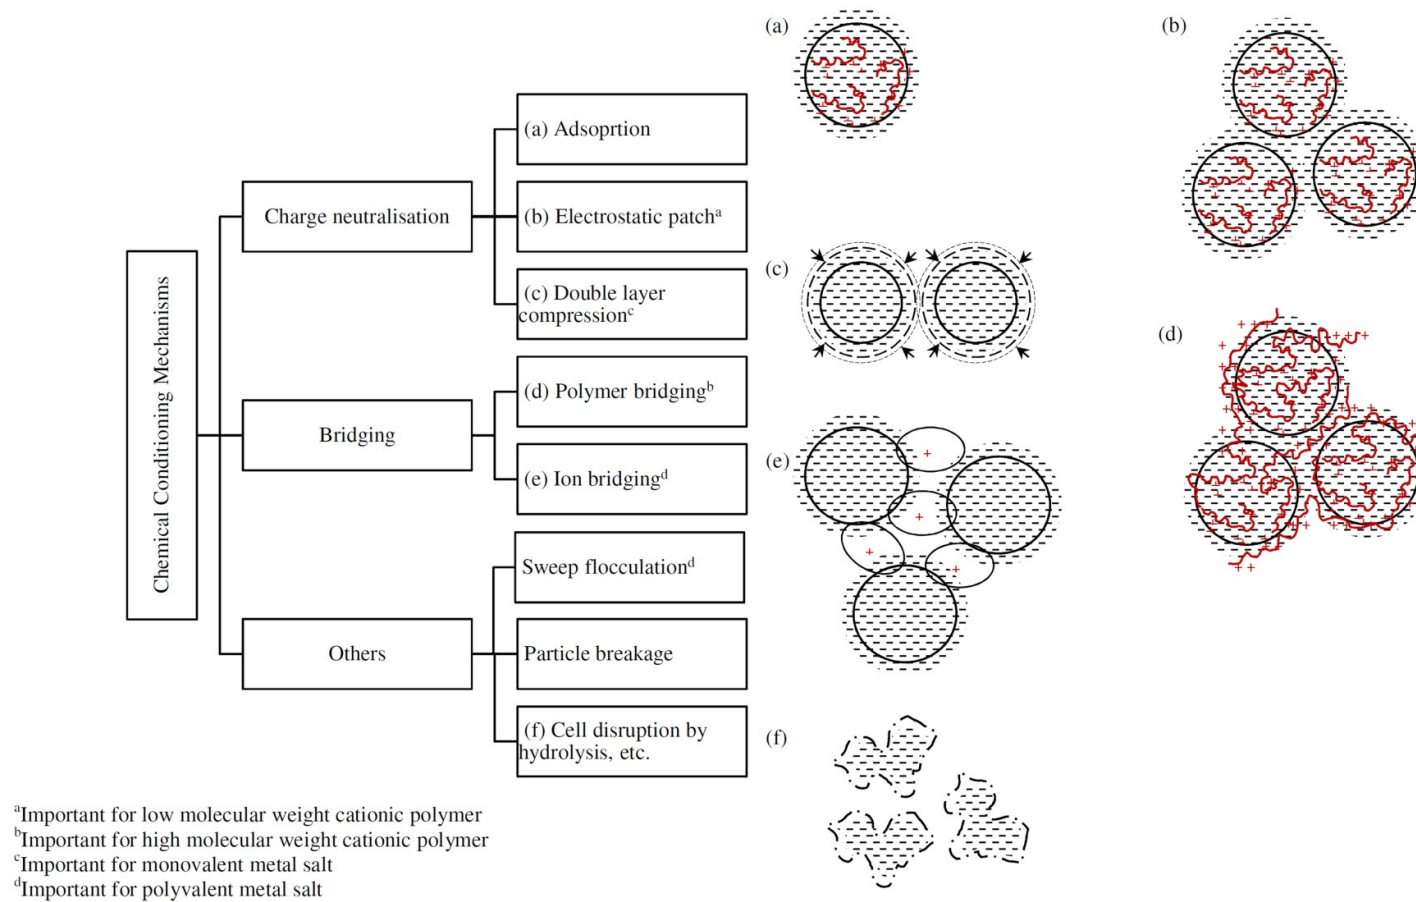 Chemical Conditioning Mechanisms
Charge neutralisation
(a) Adsoprtion
(b) Electrostatic patchᵃ
(c) Double layer
compressionᶜ
Bridging
(d) Polymer bridgingᵇ
(e) Ion bridgingᵈ
Others
Sweep flocculationᵈ
Particle breakage
(f) Cell disruption by
hydrolysis, etc.
(a)
(b)
(c)
(d)
(e)
(f)
ᵃImportant for low molecular weight cationic polymer
ᵇImportant for high molecular weight cationic polymer
ᶜImportant for monovalent metal salt
ᵈImportant for polyvalent metal salt